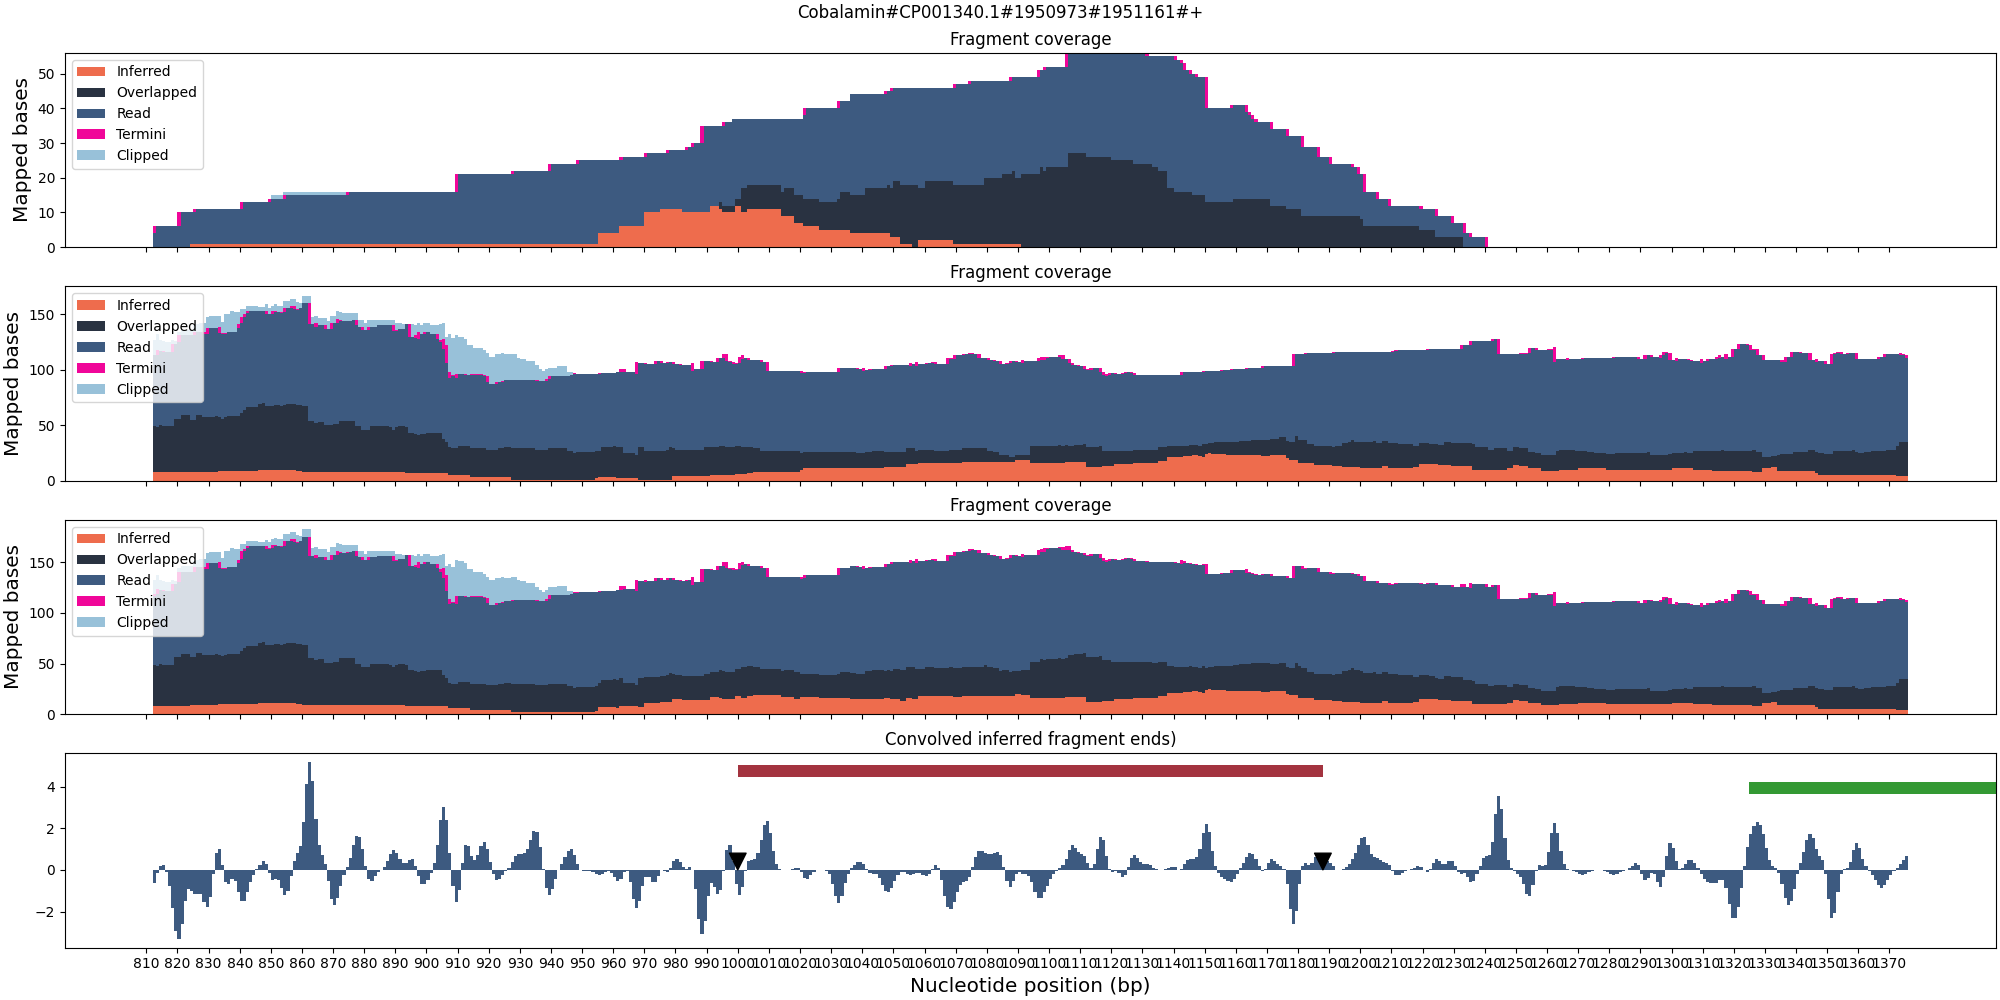 Cobalamin#CP001340.1#1950973#1951161#+
Fragment coverage
Mapped bases
50
40
30
20
10
0
Inferred
Overlapped
Read
Termini
Clipped
Fragment coverage
Mapped bases
150
100
50
0
Inferred
Overlapped
Read
Termini
Clipped
Fragment coverage
Mapped bases
150
100
50
0
Inferred
Overlapped
Read
Termini
Clipped
Convolved inferred fragment ends)
4
2
0
−2
810 820 830 840 850 860 870 880 890 900 910 920 930 940 950 960 970 980 990 1000 1010 1020 1030 1040 1050 1060 1070 1080 1090 1100 1110 1120 1130 1140 1150 1160 1170 1180 1190 1200 1210 1220 1230 1240 1250 1260 1270 1280 1290 1300 1310 1320 1330 1340 1350 1360 1370
Nucleotide position (bp)